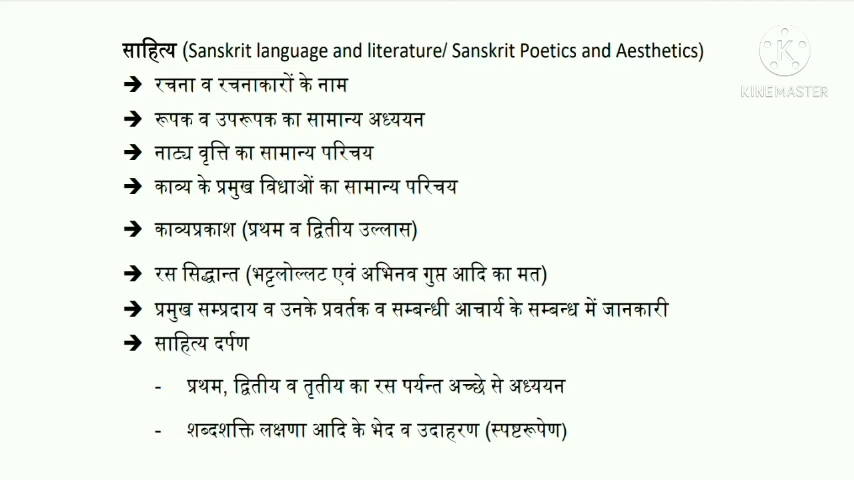 साहित्य (Sanskrit language and literature/ Sanskrit Poetics and Aesthetics)
➔ रचना व रचनाकारों के नाम
➔ रूपक व उपरूपक का सामान्य अध्ययन
➔ नाट्य वृत्ति का सामान्य परिचय
➔ काव्य के प्रमुख विधाओं का सामान्य परिचय
➔ काव्यप्रकाश (प्रथम व द्वितीय उल्लास)
➔ रस सिद्धान्त (भट्टलोल्लट एवं अभिनव गुप्त आदि का मत)
➔ प्रमुख सम्प्रदाय व उनके प्रवर्तक व सम्बन्धी आचार्य के सम्बन्ध में जानकारी
➔ साहित्य दर्पण
- प्रथम, द्वितीय व तृतीय का रस पर्यन्त अच्छे से अध्ययन
- शब्दशक्ति लक्षणा आदि के भेद व उदाहरण (स्पष्टरूपेण)
K
KINEMASTER